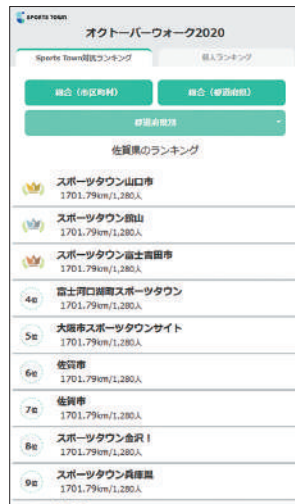 SPORTS TOWN
オクトーバーウォーク2020
Sports Town対抗ランキング
個人ランキング
総合（市区町村）
総合（都道府県）
都道府県別
佐賀県のランキング
スポーツタウン山口市
1701.79km/1,280人
スポーツタウン館山
1701.79km/1,280人
スポーツタウン富士吉田市
1701.79km/1,280人
4位
富士河口湖町スポーツタウン
1701.79km/1,280人
5位
大阪市スポーツタウンサイト
1701.79km/1,280人
6位
佐賀市
1701.79km/1,280人
7位
佐賀市
1701.79km/1,280人
8位
スポーツタウン金沢！
1701.79km/1,280人
9位
スポーツタウン兵庫県
1701.79km/1,280人